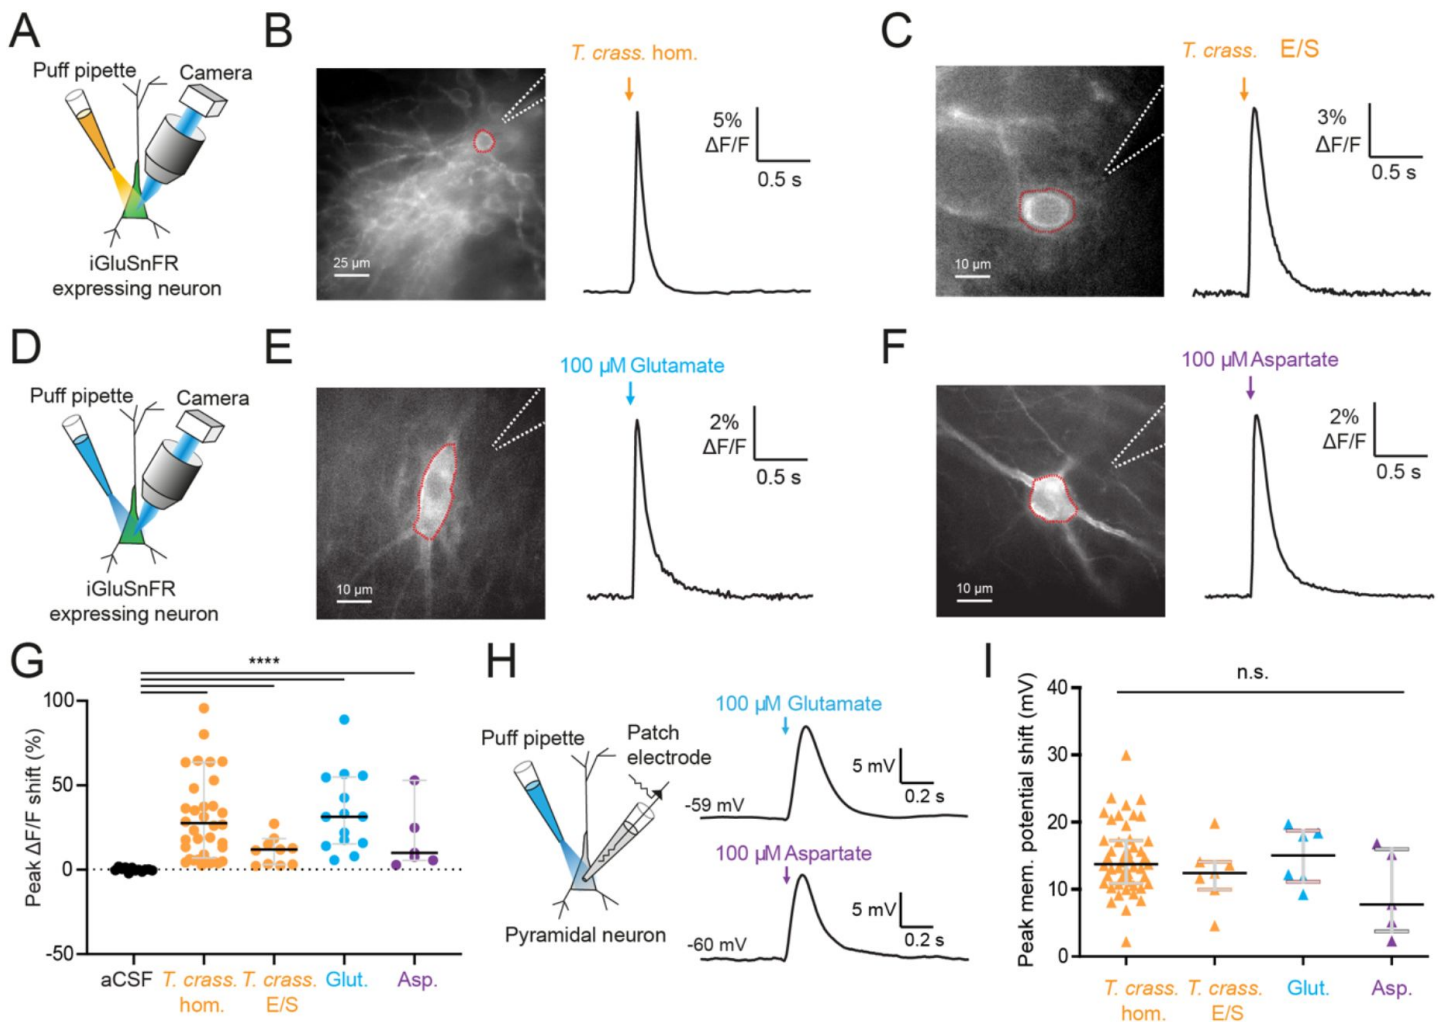 A
Puff pipette
Camera
iGluSnFR
expressing neuron
B
25 µm
T. crass. hom.
5%
ΔF/F
0.5 s
C
10 µm
T. crass. E/S
3%
ΔF/F
0.5 s
D
Puff pipette
Camera
iGluSnFR
expressing neuron
E
10 µm
100 µM Glutamate
2%
ΔF/F
0.5 s
F
10 µm
100 µM Aspartate
2%
ΔF/F
0.5 s
G
****
Peak ΔF/F shift (%)
100
50
0
-50
aCSF
T. crass.
hom.
T. crass.
E/S
Glut.
Asp.
H
Puff pipette
Patch
electrode
Pyramidal neuron
100 µM Glutamate
-59 mV
5 mV
0.2 s
100 µM Aspartate
-60 mV
5 mV
0.2 s
I
n.s.
Peak mem. potential shift (mV)
40
30
20
10
0
T. crass.
hom.
T. crass.
E/S
Glut.
Asp.